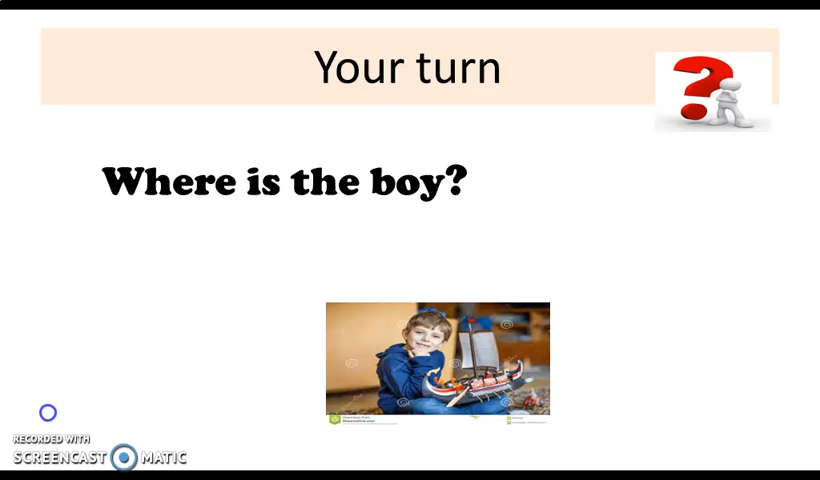 Your turn
Where is the boy?
RECORDED WITH
SCREENCAST MATIC